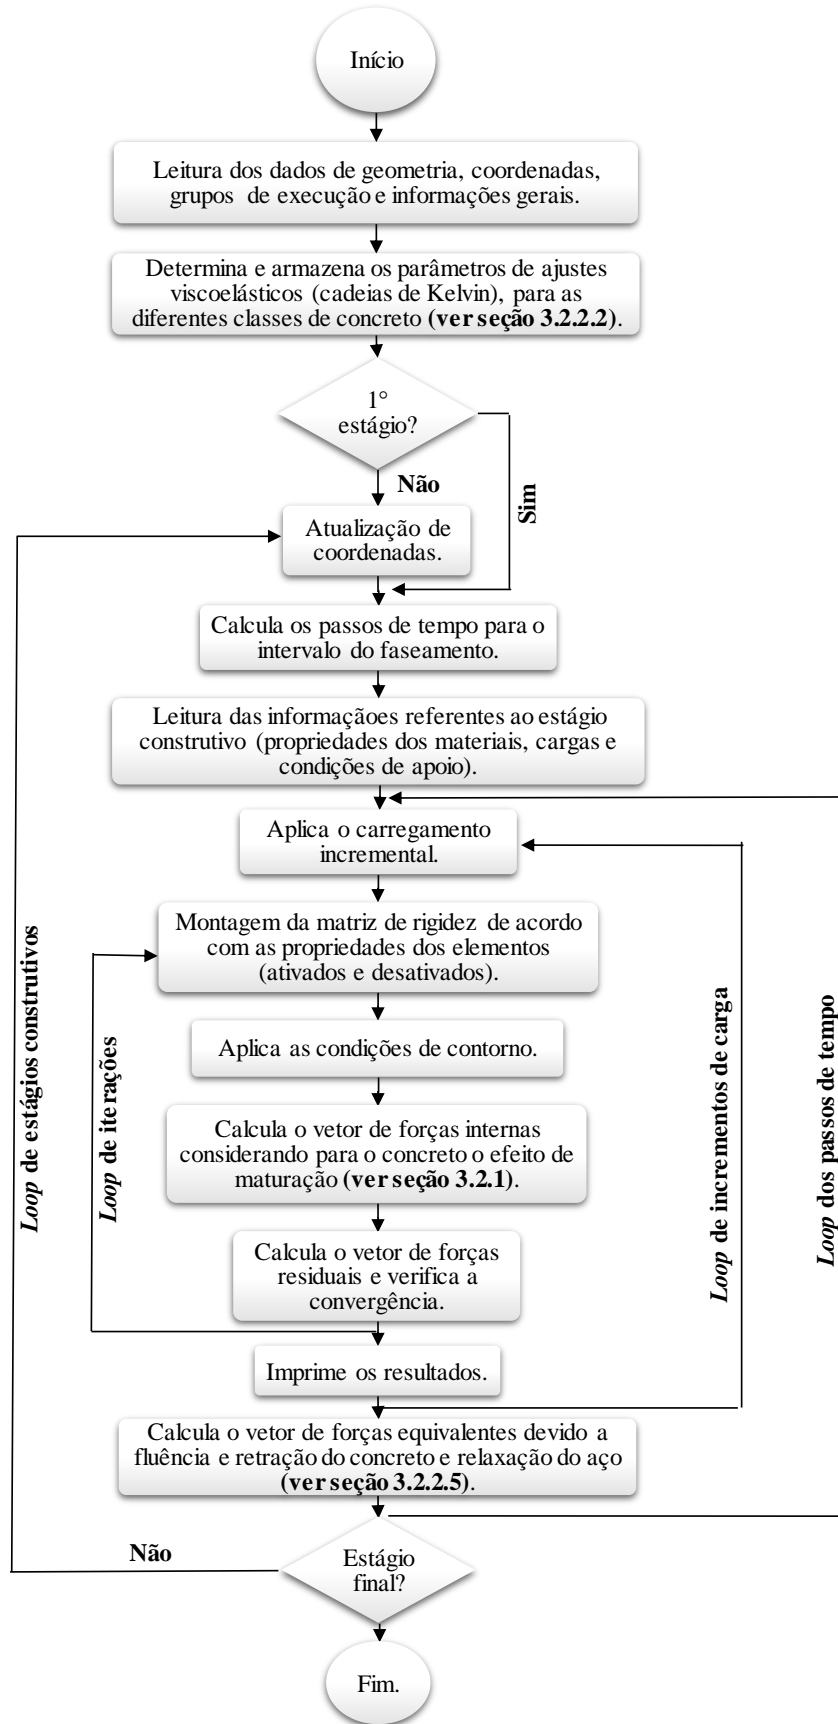 Início
Leitura dos dados de geometria, coordenadas,
grupos de execução e informações gerais.
Determina e armazena os parâmetros de ajustes
viscoelásticos (cadeias de Kelvin), para as
diferentes classes de concreto (ver seção 3.2.2.2).
1°
estágio?
Não
Sim
Atualização de
coordenadas.
Calcula os passos de tempo para o
intervalo do faseamento.
Leitura das informaçãoes referentes ao estágio
construtivo (propriedades dos materiais, cargas e
condições de apoio).
Aplica o carregamento
incremental.
Montagem da matriz de rigidez de acordo
com as propriedades dos elementos
(ativados e desativados).
Aplica as condições de contorno.
Calcula o vetor de forças internas
considerando para o concreto o efeito de
maturação (ver seção 3.2.1).
Calcula o vetor de forças
residuais e verifica a
convergência.
Imprime os resultados.
Calcula o vetor de forças equivalentes devido a
fluência e retração do concreto e relaxação do aço
(ver seção 3.2.2.5).
Estágio
final?
Não
Fim.
Loop de estágios construtivos
Loop de iterações
Loop de incrementos de carga
Loop dos passos de tempo